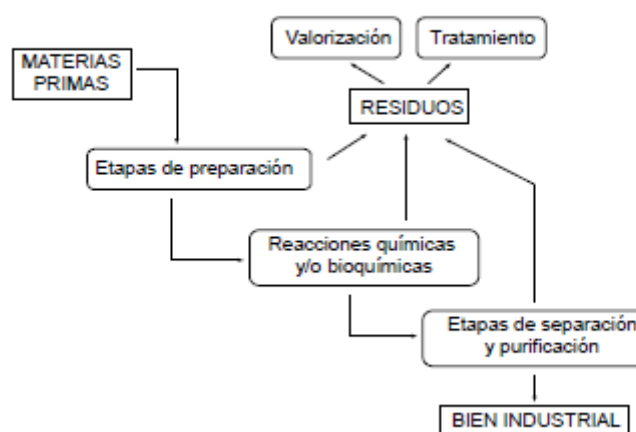 Valorización
Tratamiento
MATERIAS
PRIMAS
RESIDUOS
Etapas de preparación
Reacciones químicas
y/o bioquímicas
Etapas de separación
y purificación
BIEN INDUSTRIAL